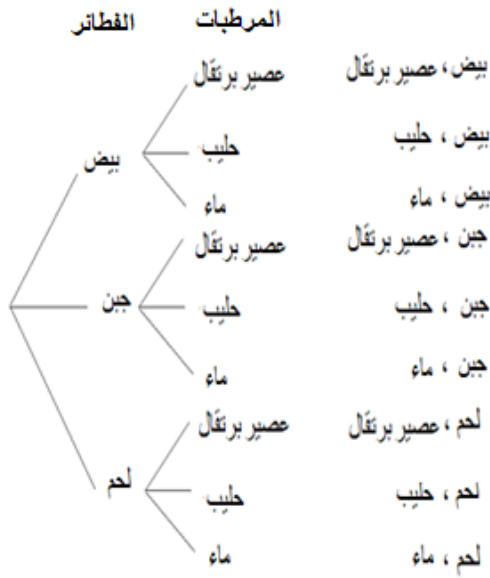 الفطائر المرطبات
عصير برتقال بيض، عصير برتقال
حليب بيض ، حليب
بيض
ماء بيض ، ماء
عصير برتقال جبن ، عصير برتقال
جبن حليب جبن ، حليب
ماء جبن ، ماء
عصير برتقال لحم ، عصير برتقال
لحم حليب لحم ، حليب
ماء لحم ، ماء